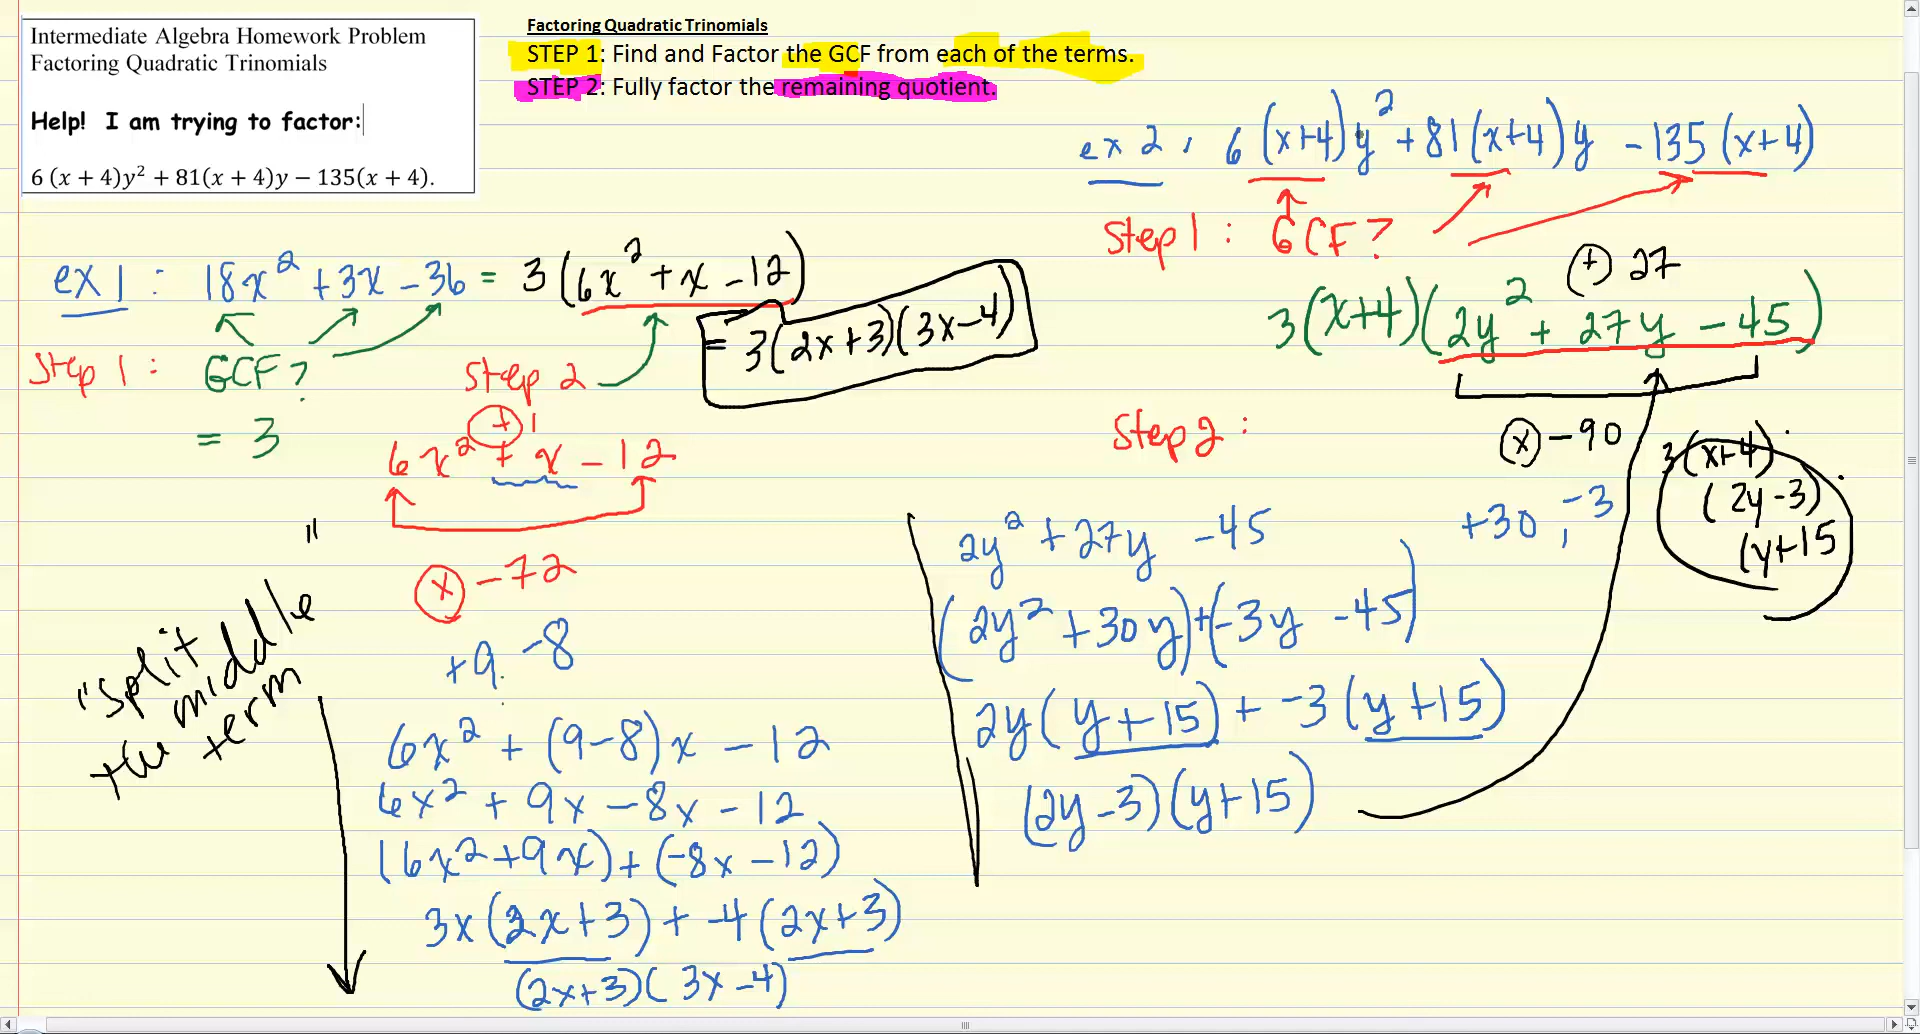 Intermediate Algebra Homework Problem
Factoring Quadratic Trinomials
Help! I am trying to factor:
6 (x + 4)y² + 81(x + 4)y − 135(x + 4).
Factoring Quadratic Trinomials
STEP 1: Find and Factor the GCF from each of the terms.
STEP 2: Fully factor the remaining quotient.
ex 1 : 18x² + 3x − 36 = 3(6x² + x − 12)
= 3(2x+3)(3x−4)
Step 1 : GCF?
= 3
Step 2
+ 1
6x² + x − 12
x −72
+9, −8
"Split
the middle
term"
6x² + (9−8)x − 12
6x² + 9x − 8x − 12
(6x² + 9x) + (−8x − 12)
3x(2x+3) + −4(2x+3)
(2x+3)(3x−4)
ex 2, 6(x+4)y² + 81(x+4)y − 135(x+4)
Step 1 : GCF?
+ 27
3(x+4)(2y² + 27y − 45)
Step 2 :
x −90
+30, −3
2y² + 27y − 45
(2y² + 30y) + (−3y − 45)
2y(y+15) + −3(y+15)
(2y−3)(y+15)
3(x+4)
(2y−3)
(y+15